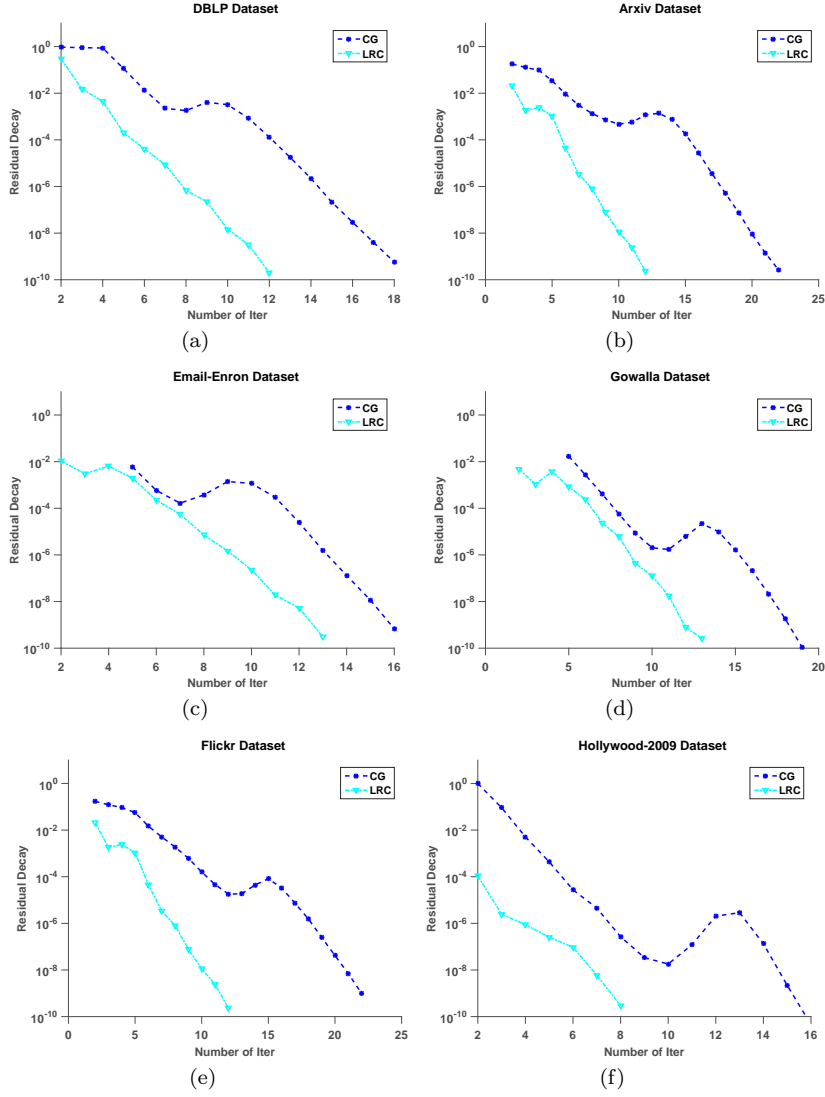 DBLP Dataset
CG
LRC
10^0
10^-2
10^-4
10^-6
10^-8
10^-10
Residual Decay
2 4 6 8 10 12 14 16 18
Number of Iter
(a)
Arxiv Dataset
CG
LRC
10^0
10^-2
10^-4
10^-6
10^-8
10^-10
Residual Decay
0 5 10 15 20 25
Number of Iter
(b)
Email-Enron Dataset
CG
LRC
10^0
10^-2
10^-4
10^-6
10^-8
10^-10
Residual Decay
2 4 6 8 10 12 14 16
Number of Iter
(c)
Gowalla Dataset
CG
LRC
10^0
10^-2
10^-4
10^-6
10^-8
10^-10
Residual Decay
0 5 10 15 20
Number of Iter
(d)
Flickr Dataset
CG
LRC
10^0
10^-2
10^-4
10^-6
10^-8
10^-10
Residual Decay
0 5 10 15 20 25
Number of Iter
(e)
Hollywood-2009 Dataset
CG
LRC
10^0
10^-2
10^-4
10^-6
10^-8
10^-10
Residual Decay
2 4 6 8 10 12 14 16
Number of Iter
(f)